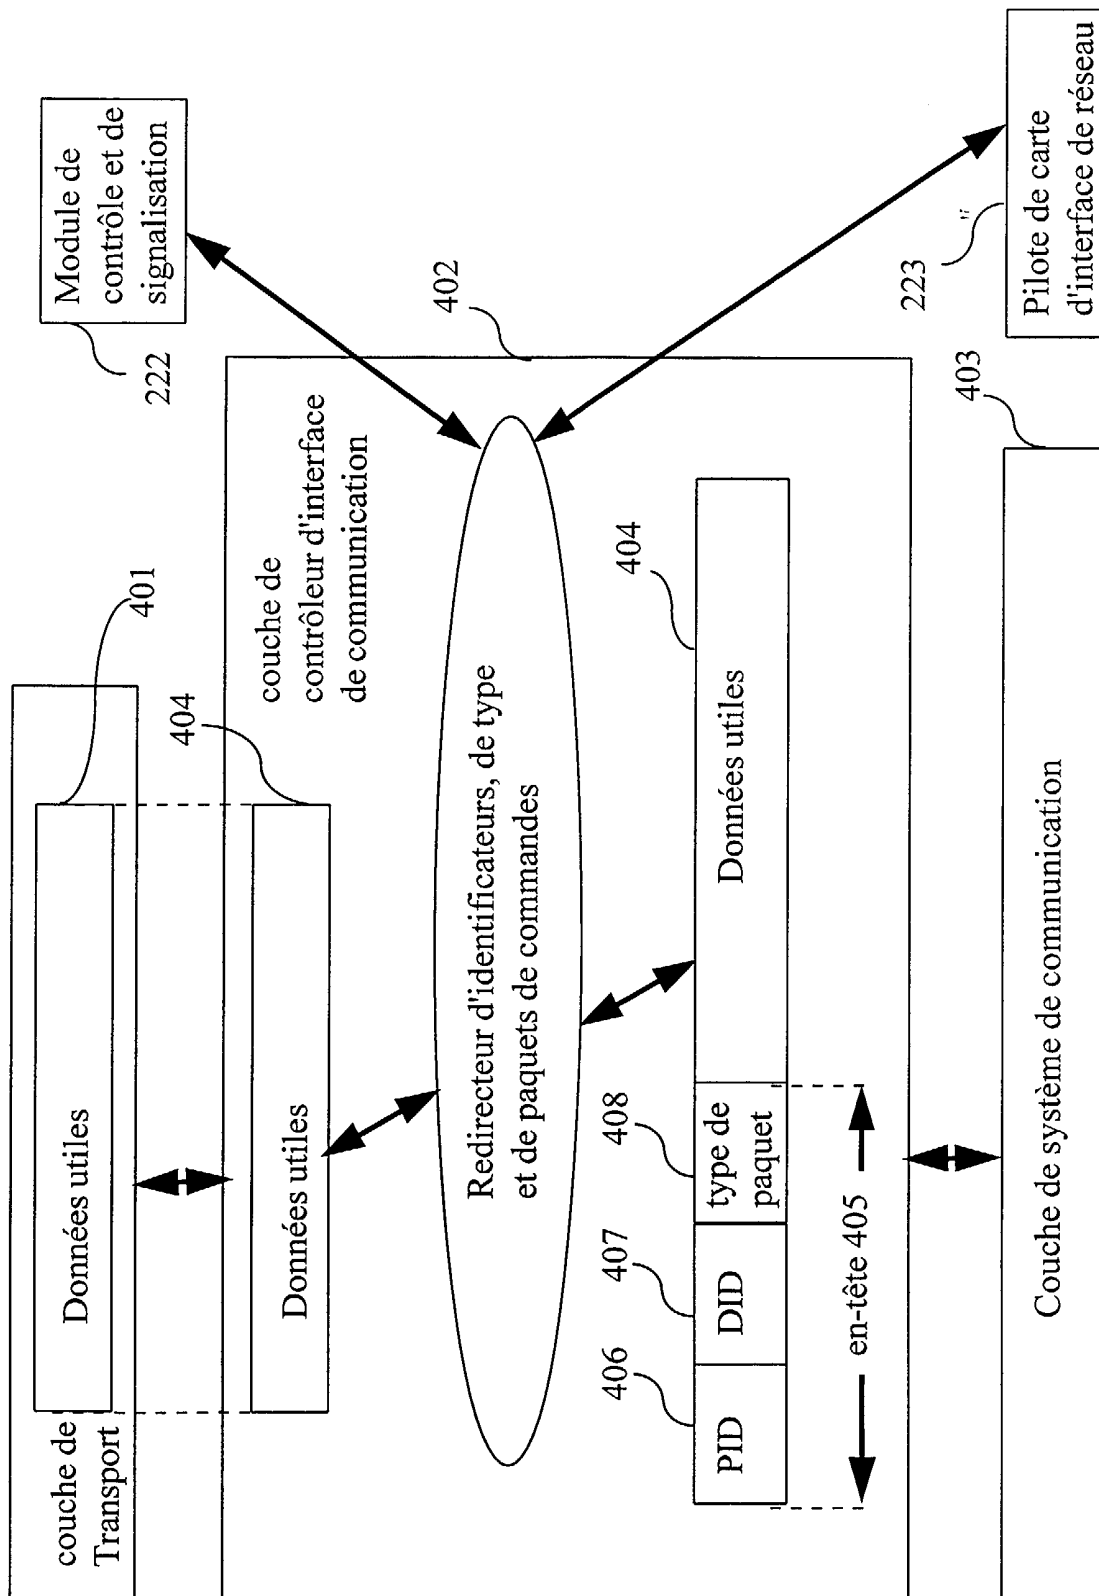 couche de
Transport
Données utiles
401
Module de
contrôle et de
signalisation
222
404
Données utiles
couche de
contrôleur d'interface
de communication
402
Redirecteur d'identificateurs, de type
et de paquets de commandes
406
407
408
404
PID
DID
type de
paquet
Données utiles
en-tête 405
223
Pilote de carte
d'interface de réseau
403
Couche de système de communication